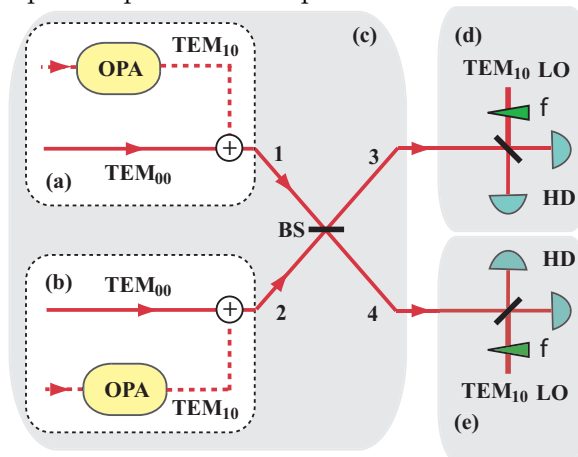 (c)
(d)
TEM10
TEM10 LO
OPA
f
1
3
(a)
TEM00
HD
BS
(b)
TEM00
HD
2
4
f
OPA
TEM10
TEM10 LO
(e)